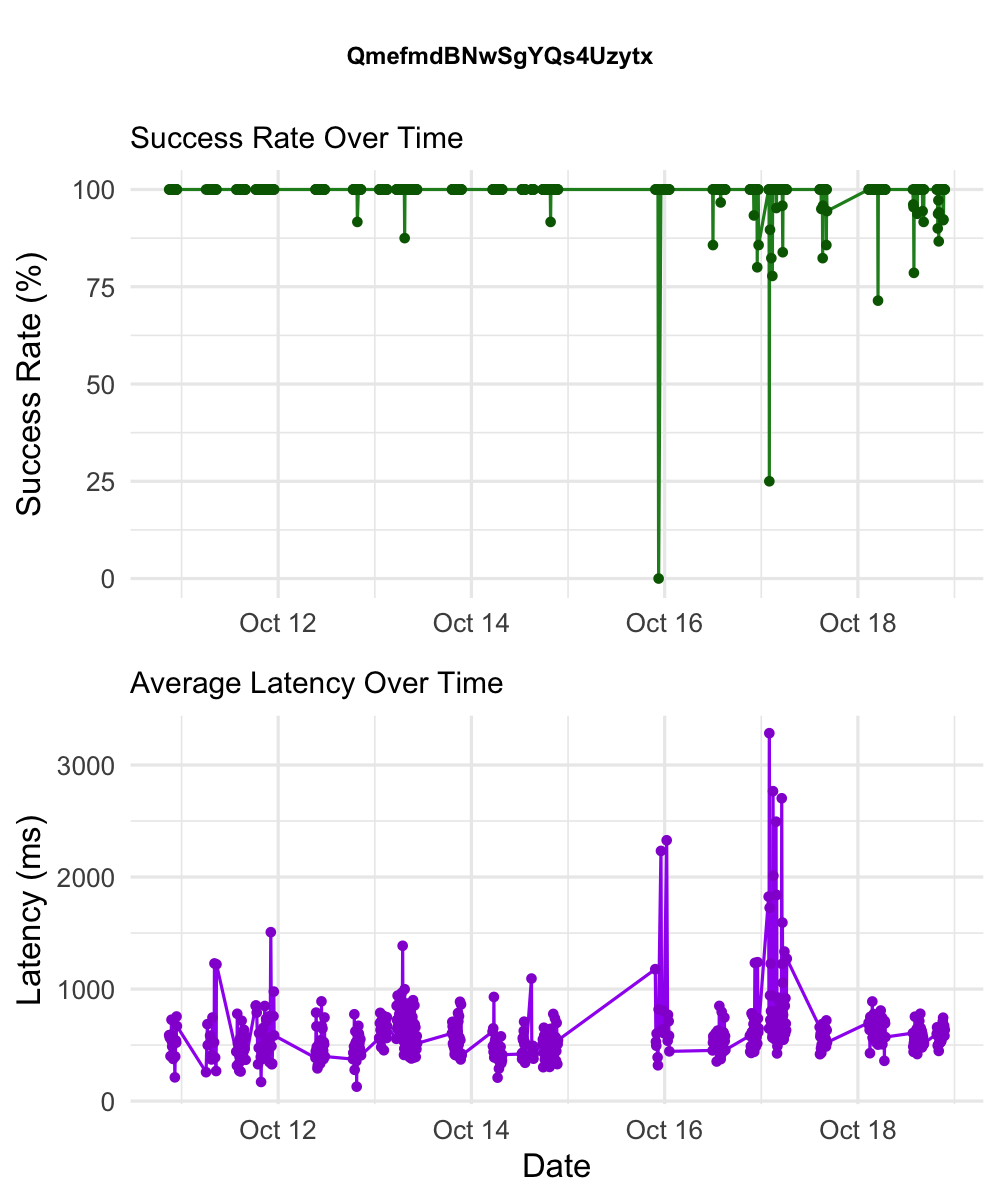 QmefmdBNwSgYQs4Uzytx
Success Rate Over Time
Success Rate (%)
100
75
50
25
0
Oct 12 Oct 14 Oct 16 Oct 18
Average Latency Over Time
Latency (ms)
3000
2000
1000
0
Oct 12 Oct 14 Oct 16 Oct 18
Date